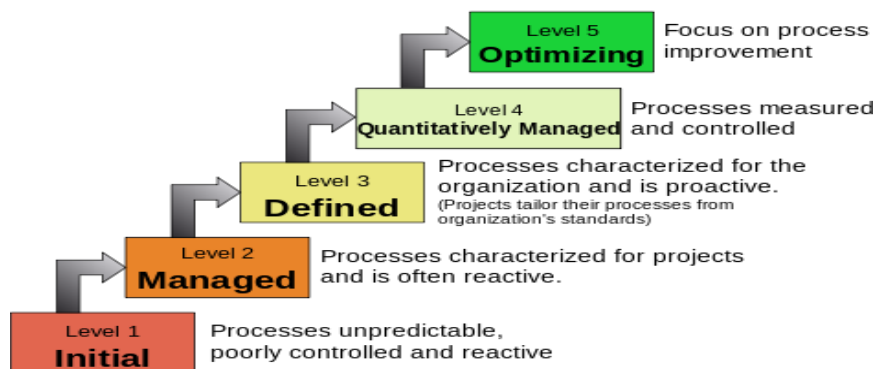 Level 5
Optimizing
Focus on process
improvement
Level 4
Quantitatively Managed
Processes measured
and controlled
Level 3
Defined
Processes characterized for the
organization and is proactive.
(Projects tailor their processes from
organization's standards)
Level 2
Managed
Processes characterized for projects
and is often reactive.
Level 1
Initial
Processes unpredictable,
poorly controlled and reactive